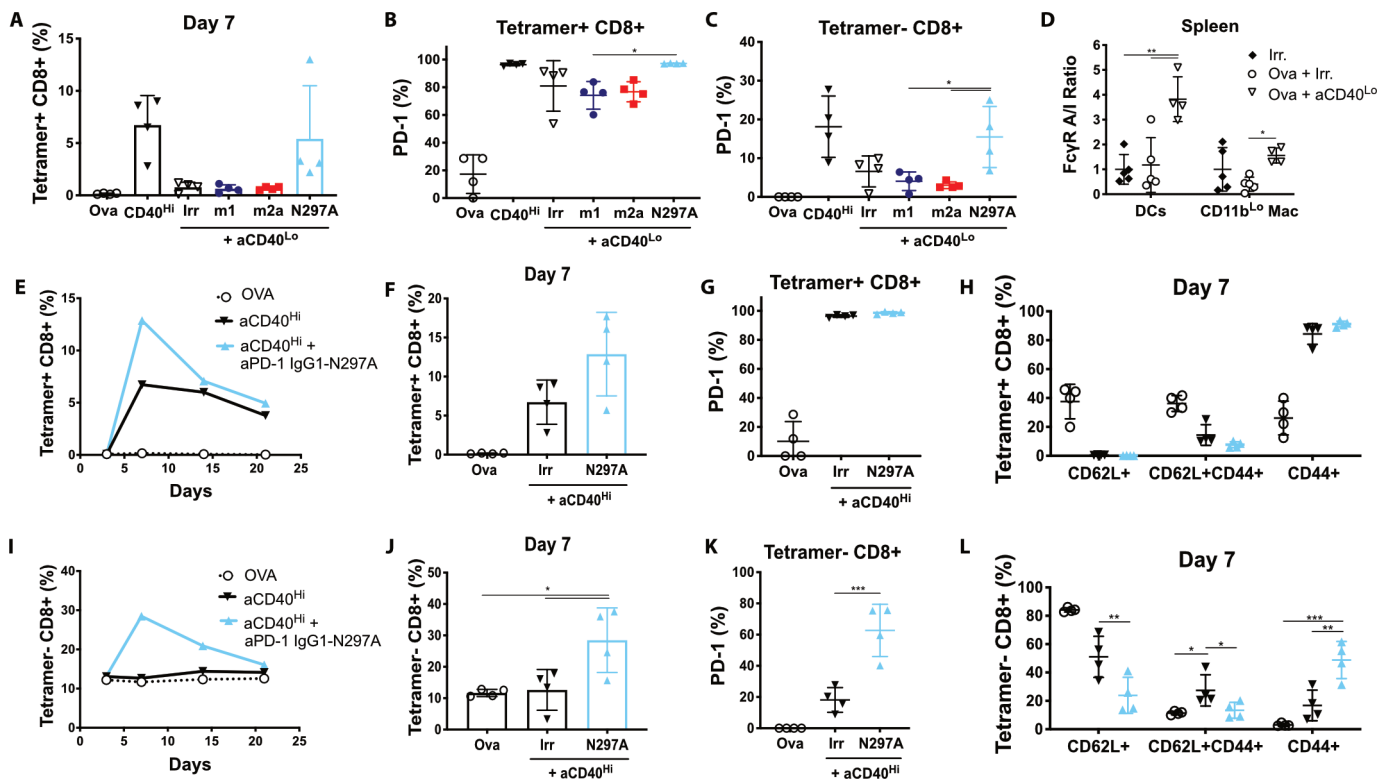 A
Day 7
Tetramer+ CD8+ (%)
15
10
5
0
Ova
CD40Hi
Irr
m1
m2a
N297A
+ aCD40Lo
B
Tetramer+ CD8+
*
PD-1 (%)
100
80
60
40
20
0
Ova
CD40Hi
Irr
m1
m2a
N297A
+ aCD40Lo
C
Tetramer- CD8+
*
PD-1 (%)
40
30
20
10
0
Ova
CD40Hi
Irr
m1
m2a
N297A
+ aCD40Lo
D
Spleen
FcγR A/I Ratio
8
6
4
2
0
**
*
DCs
CD11bLo Mac
Irr.
Ova + Irr.
Ova + aCD40Lo
E
Tetramer+ CD8+ (%)
15
10
5
0
0
5
10
15
20
25
Days
OVA
aCD40Hi
aCD40Hi +
aPD-1 IgG1-N297A
F
Day 7
Tetramer+ CD8+ (%)
20
15
10
5
0
Ova
Irr
N297A
+ aCD40Hi
G
Tetramer+ CD8+
PD-1 (%)
100
80
60
40
20
0
Ova
Irr
N297A
+ aCD40Hi
H
Day 7
Tetramer+ CD8+ (%)
100
80
60
40
20
0
CD62L+
CD62L+CD44+
CD44+
I
Tetramer- CD8+ (%)
40
30
20
10
0
0
5
10
15
20
25
Days
OVA
aCD40Hi
aCD40Hi +
aPD-1 IgG1-N297A
J
Day 7
*
Tetramer- CD8+ (%)
50
40
30
20
10
0
Ova
Irr
N297A
+ aCD40Hi
K
Tetramer- CD8+
***
PD-1 (%)
100
80
60
40
20
0
Ova
Irr
N297A
+ aCD40Hi
L
Day 7
Tetramer- CD8+ (%)
100
80
60
40
20
0
**
*
*
***
**
CD62L+
CD62L+CD44+
CD44+